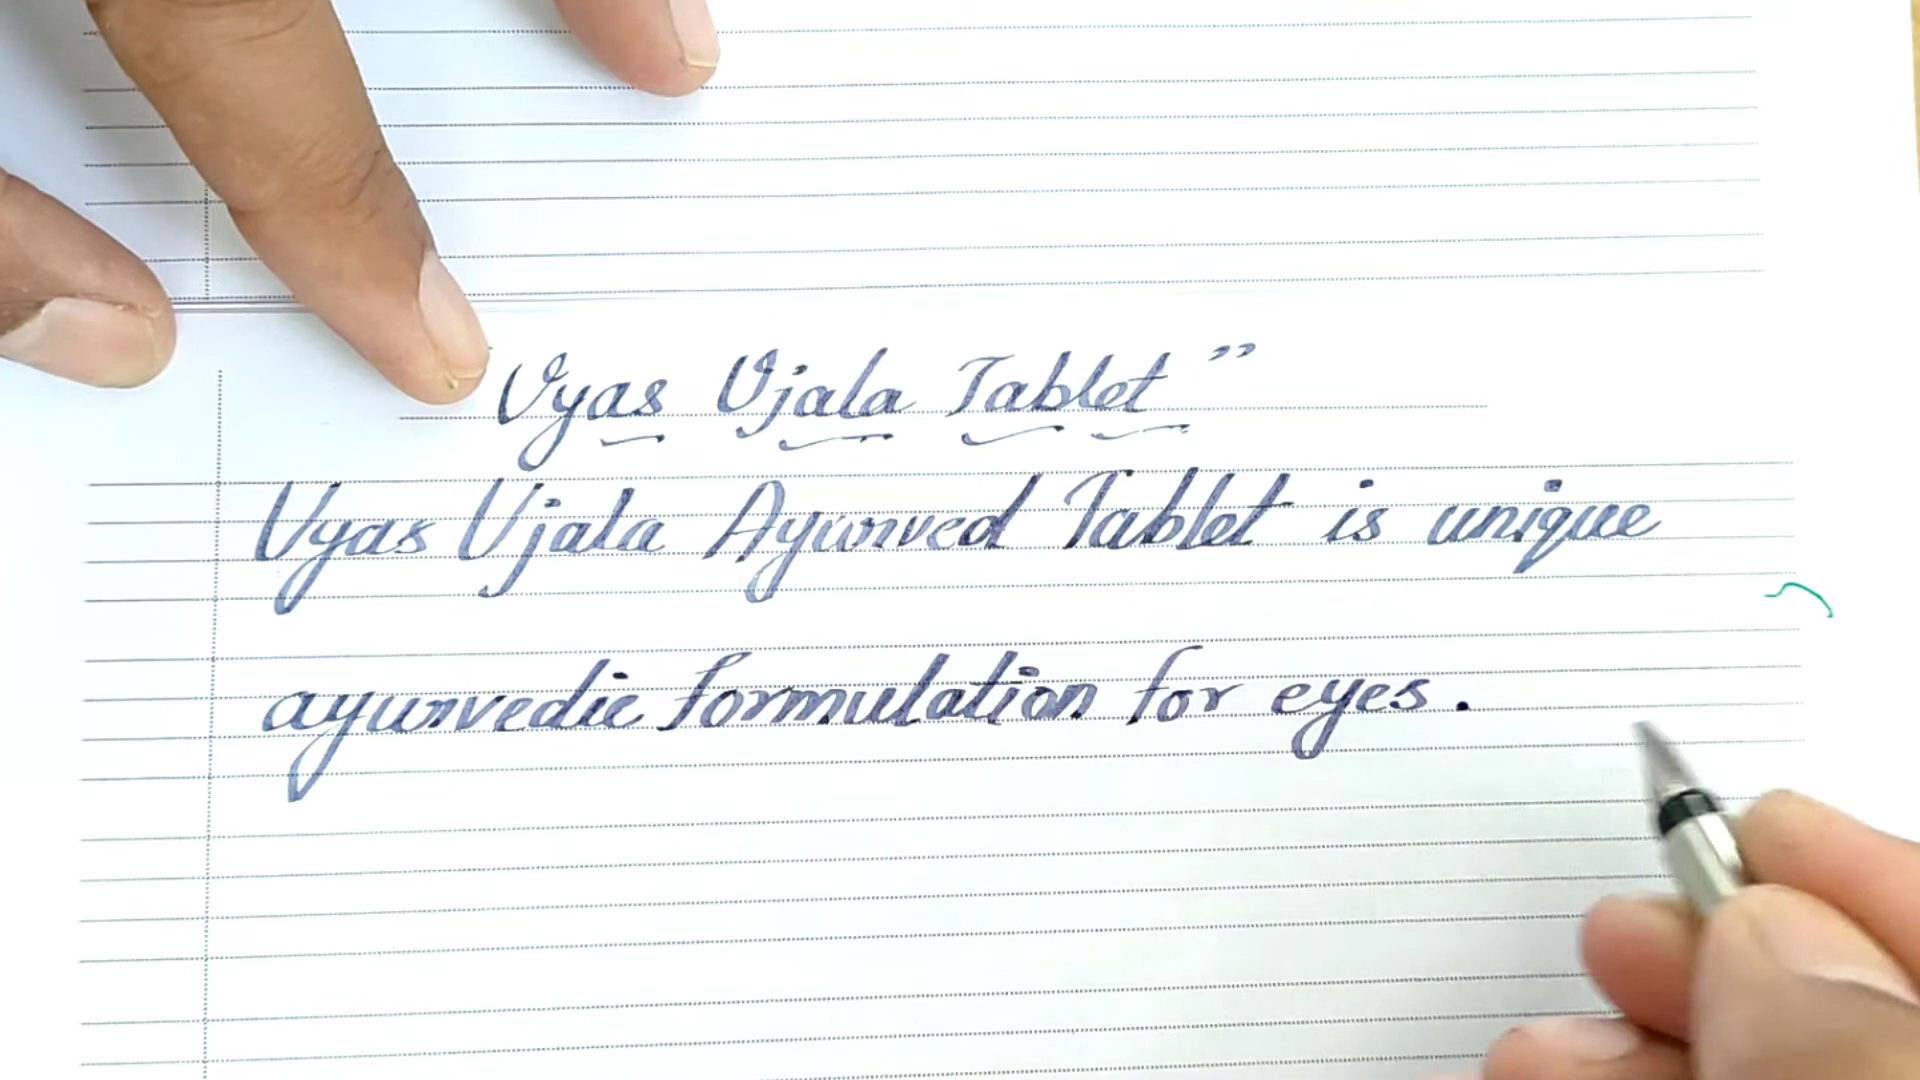 Vyas Ujala Tablet”
Vyas Ujala Ayurved Tablet is unique
ayurvedic formulation for eyes.